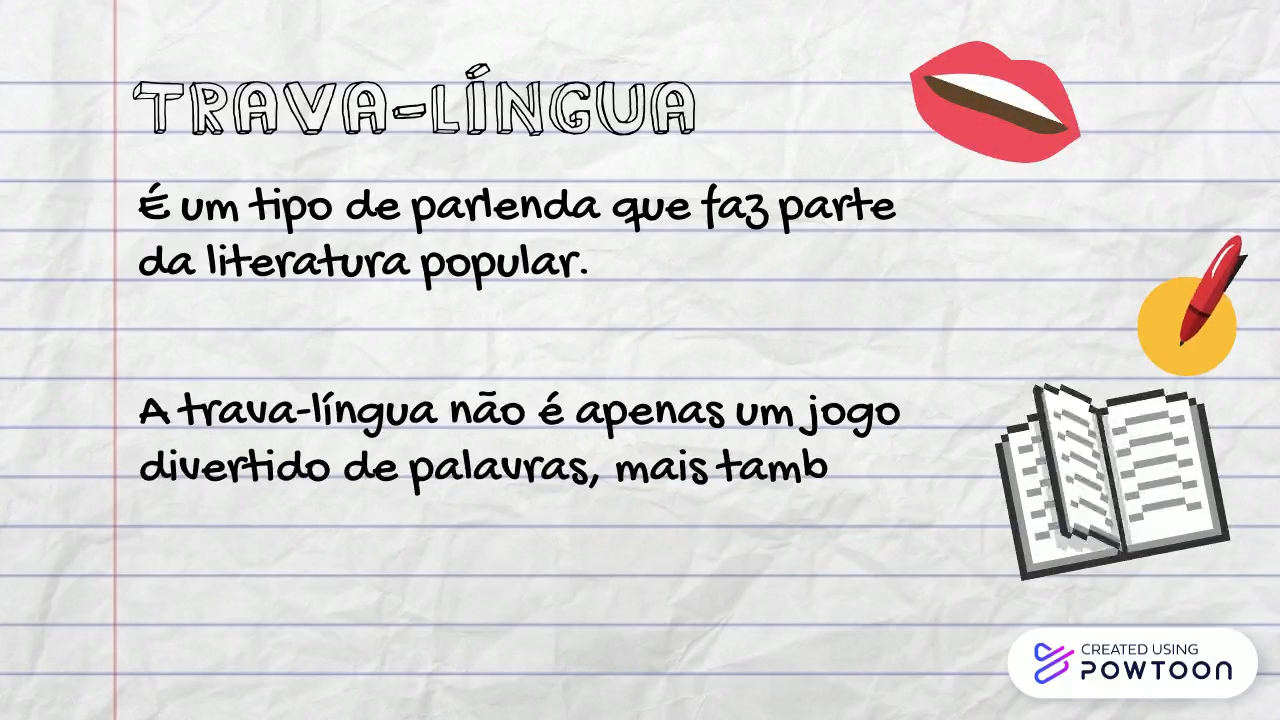 TRAVA-LÍNGUA
É um tipo de parlenda que faz parte
da literatura popular.
A trava-língua não é apenas um jogo
divertido de palavras, mais tamb
CREATED USING
POWTOON